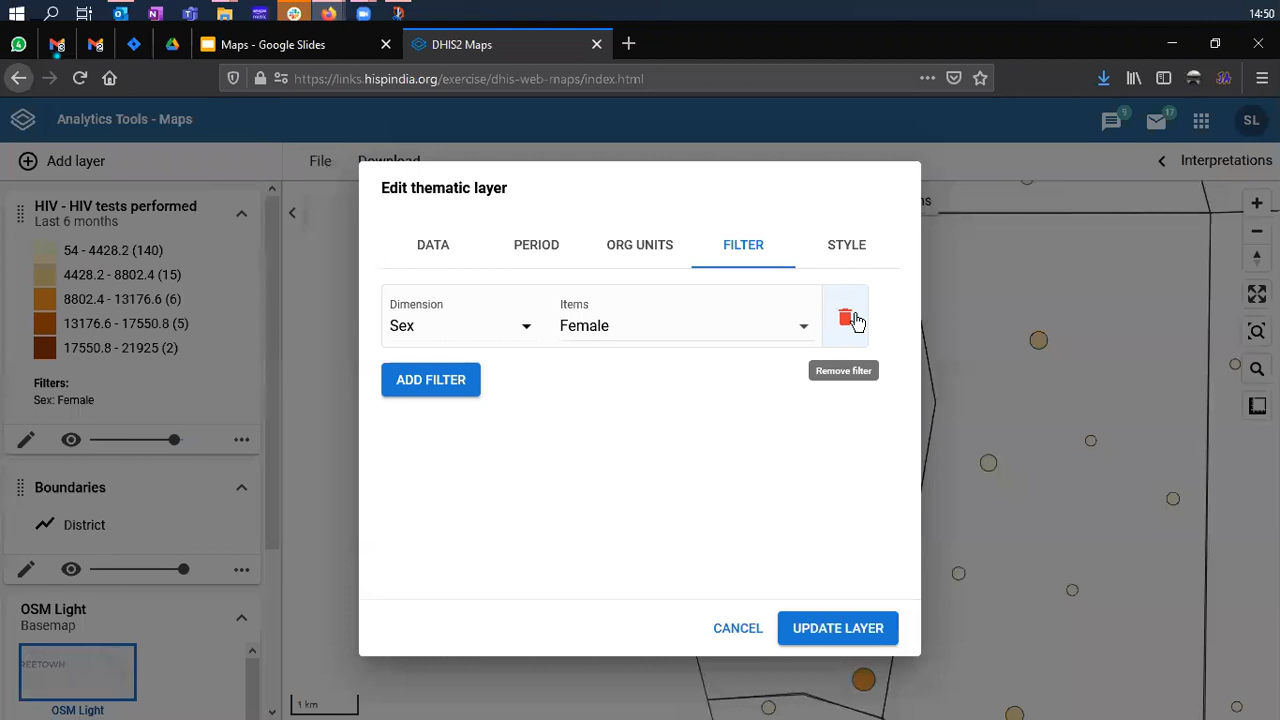 14:50
Maps - Google Slides
DHIS2 Maps
https://links.hispindia.org/exercise/dhis-web-maps/index.html
Analytics Tools - Maps
9
17
SL
Add layer
File
Download
Interpretations
HIV - HIV tests performed
Last 6 months
54 - 4428.2 (140)
4428.2 - 8802.4 (15)
8802.4 - 13176.6 (6)
13176.6 - 17550.8 (5)
17550.8 - 21925 (2)
Filters:
Sex: Female
Boundaries
District
OSM Light
Basemap
REETOWN
OSM Light
Edit thematic layer
DATA
PERIOD
ORG UNITS
FILTER
STYLE
Dimension
Items
Sex
Female
Remove filter
ADD FILTER
CANCEL
UPDATE LAYER
1 km